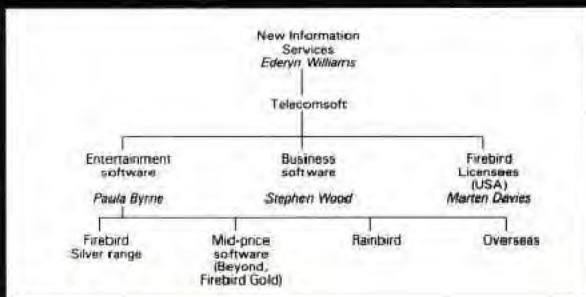 New Information
Services
Ederyn Williams
Telecomsoft
Entertainment
software
Paula Byrne
Business
software
Stephen Wood
Firebird
Licensees
(USA)
Marten Davies
Firebird
Silver range
Mid-price
software
(Beyond,
Firebird Gold)
Rainbird
Overseas